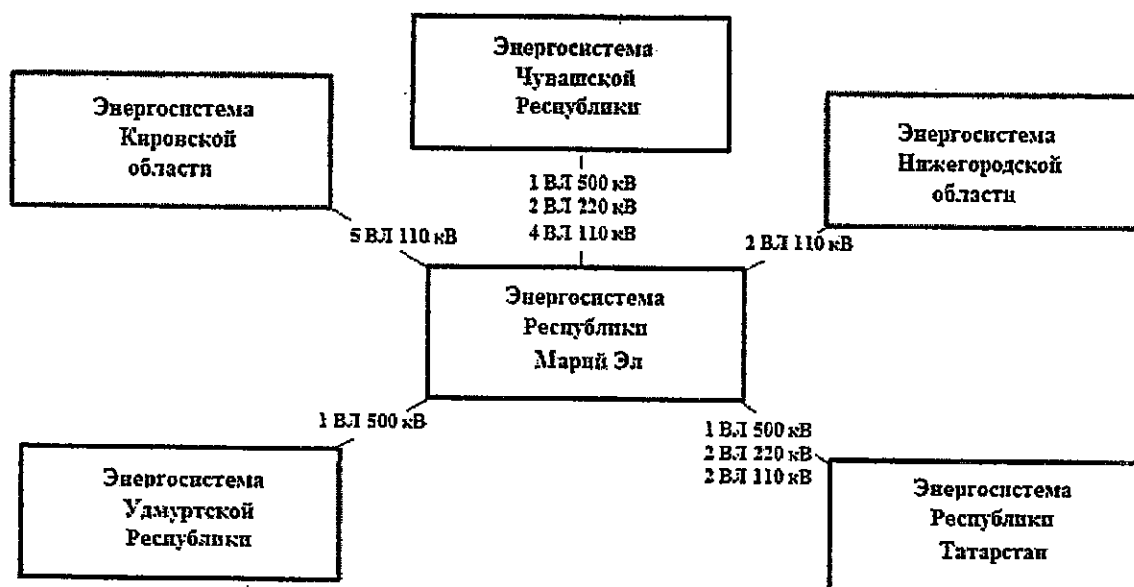 Энергосистема
Чувашской
Республики
Энергосистема
Кировской
области
Энергосистема
Нижегородской
области
1 ВЛ 500 кВ
2 ВЛ 220 кВ
4 ВЛ 110 кВ
5 ВЛ 110 кВ
2 ВЛ 110 кВ
Энергосистема
Республики
Марий Эл
1 ВЛ 500 кВ
1 ВЛ 500 кВ
2 ВЛ 220 кВ
2 ВЛ 110 кВ
Энергосистема
Удмуртской
Республики
Энергосистема
Республики
Татарстан